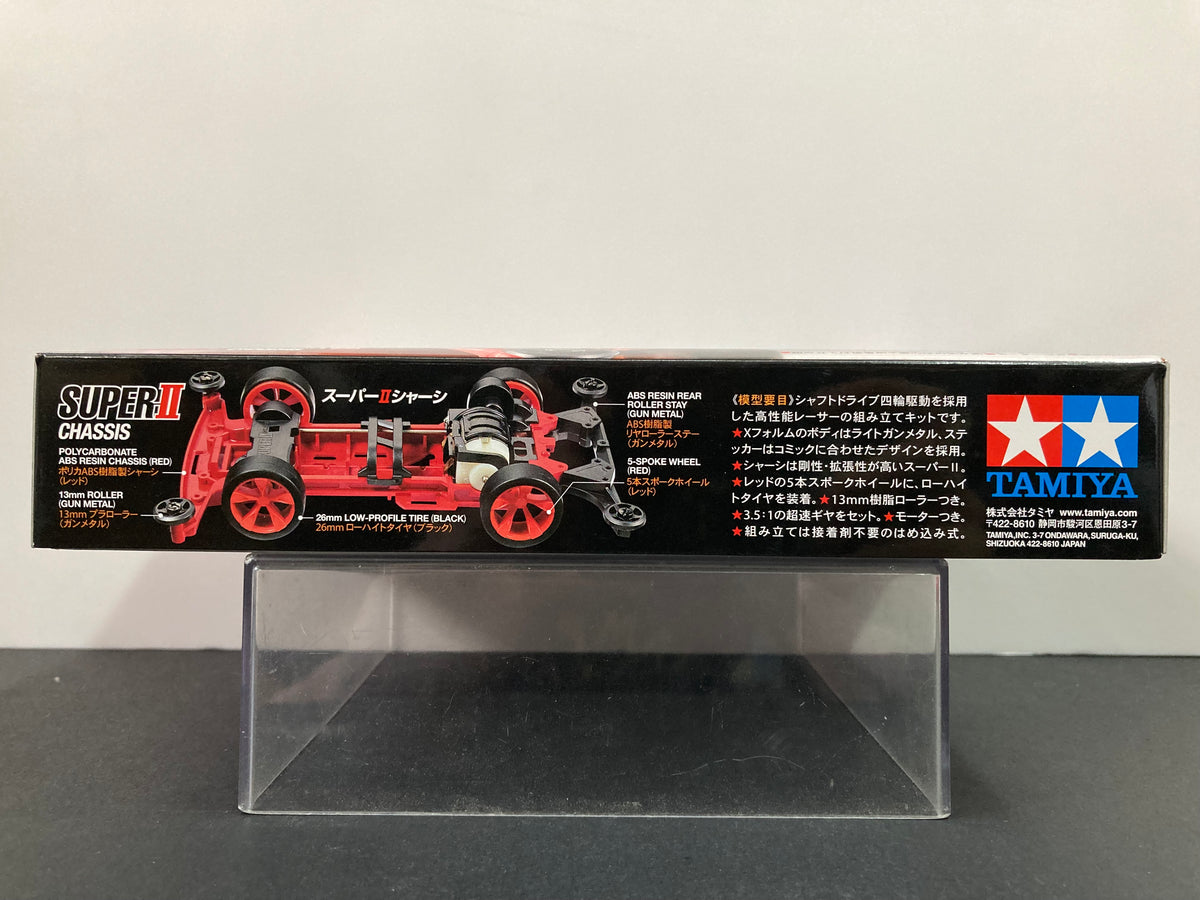 SUPER-II
CHASSIS
スーパーIIシャーシ
POLYCARBONATE
ABS RESIN CHASSIS (RED)
ポリカABS樹脂製シャーシ
(レッド)
13mm ROLLER
(GUN METAL)
13mm プラローラー
(ガンメタル)
26mm LOW-PROFILE TIRE (BLACK)
26mm ローハイトタイヤ(ブラック)
ABS RESIN REAR
ROLLER STAY
(GUN METAL)
ABS樹脂製
リヤローラーステー
(ガンメタル)
5-SPOKE WHEEL
(RED)
5本スポークホイール
(レッド)
《模型要目》シャフトドライブ四輪駆動を採用
した高性能レーサーの組み立てキットです。
★Xフォルムのボディはライトガンメタル、ステ
ッカーはコミックに合わせたデザインを採用。
★シャーシは剛性・拡張性が高いスーパーII。
★レッドの5本スポークホイールに、ローハイ
トタイヤを装着。★13mm樹脂ローラーつき。
★3.5:1の超速ギヤをセット。★モーターつき。
★組み立ては接着剤不要のはめ込み式。
TAMIYA
株式会社タミヤ www.tamiya.com
〒422-8610 静岡市駿河区恩田原3-7
TAMIYA,INC. 3-7 ONDAWARA, SURUGA-KU,
SHIZUOKA 422-8610 JAPAN